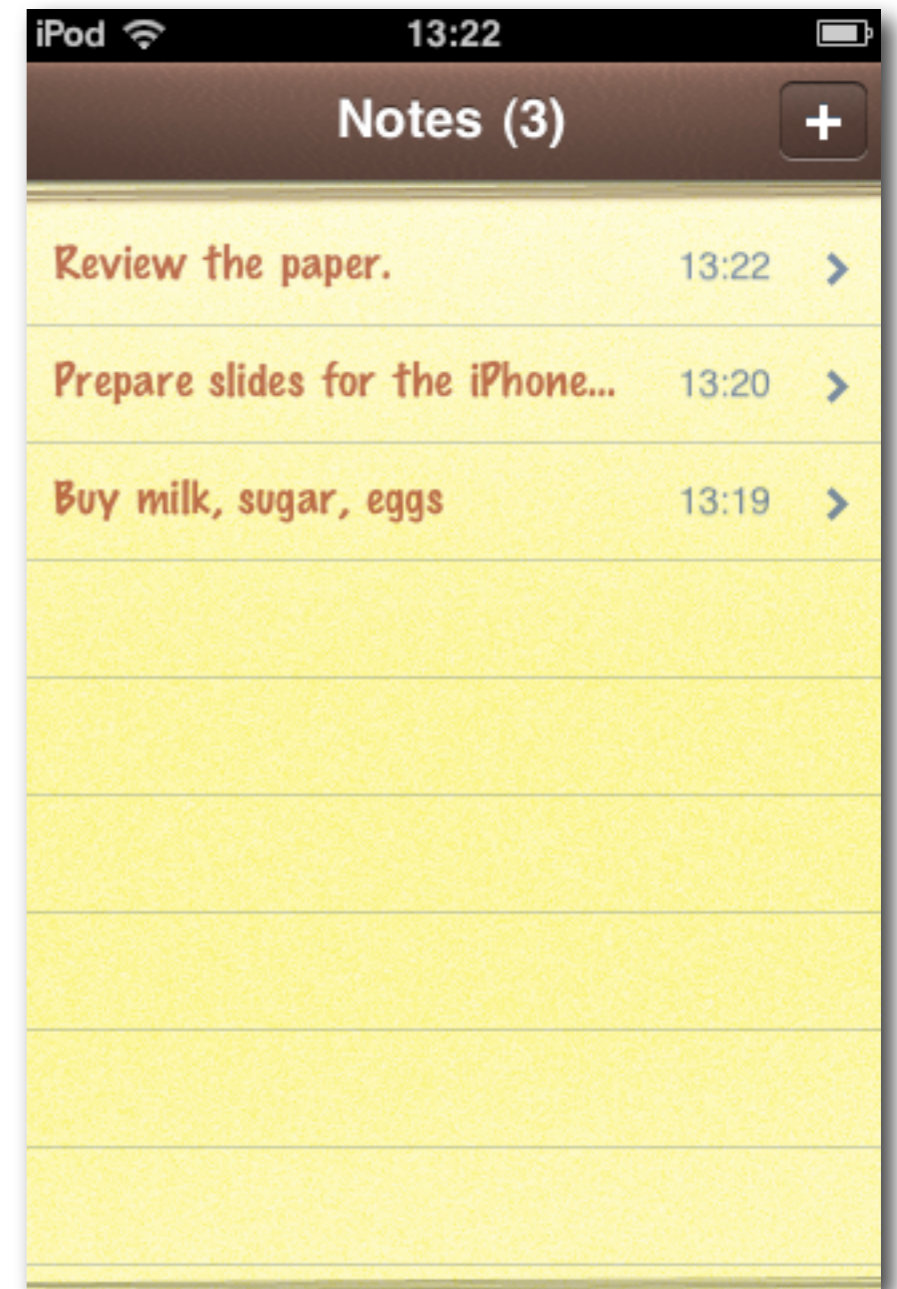 iPod 13:22
Notes (3) +
Review the paper. 13:22
Prepare slides for the iPhone... 13:20
Buy milk, sugar, eggs 13:19